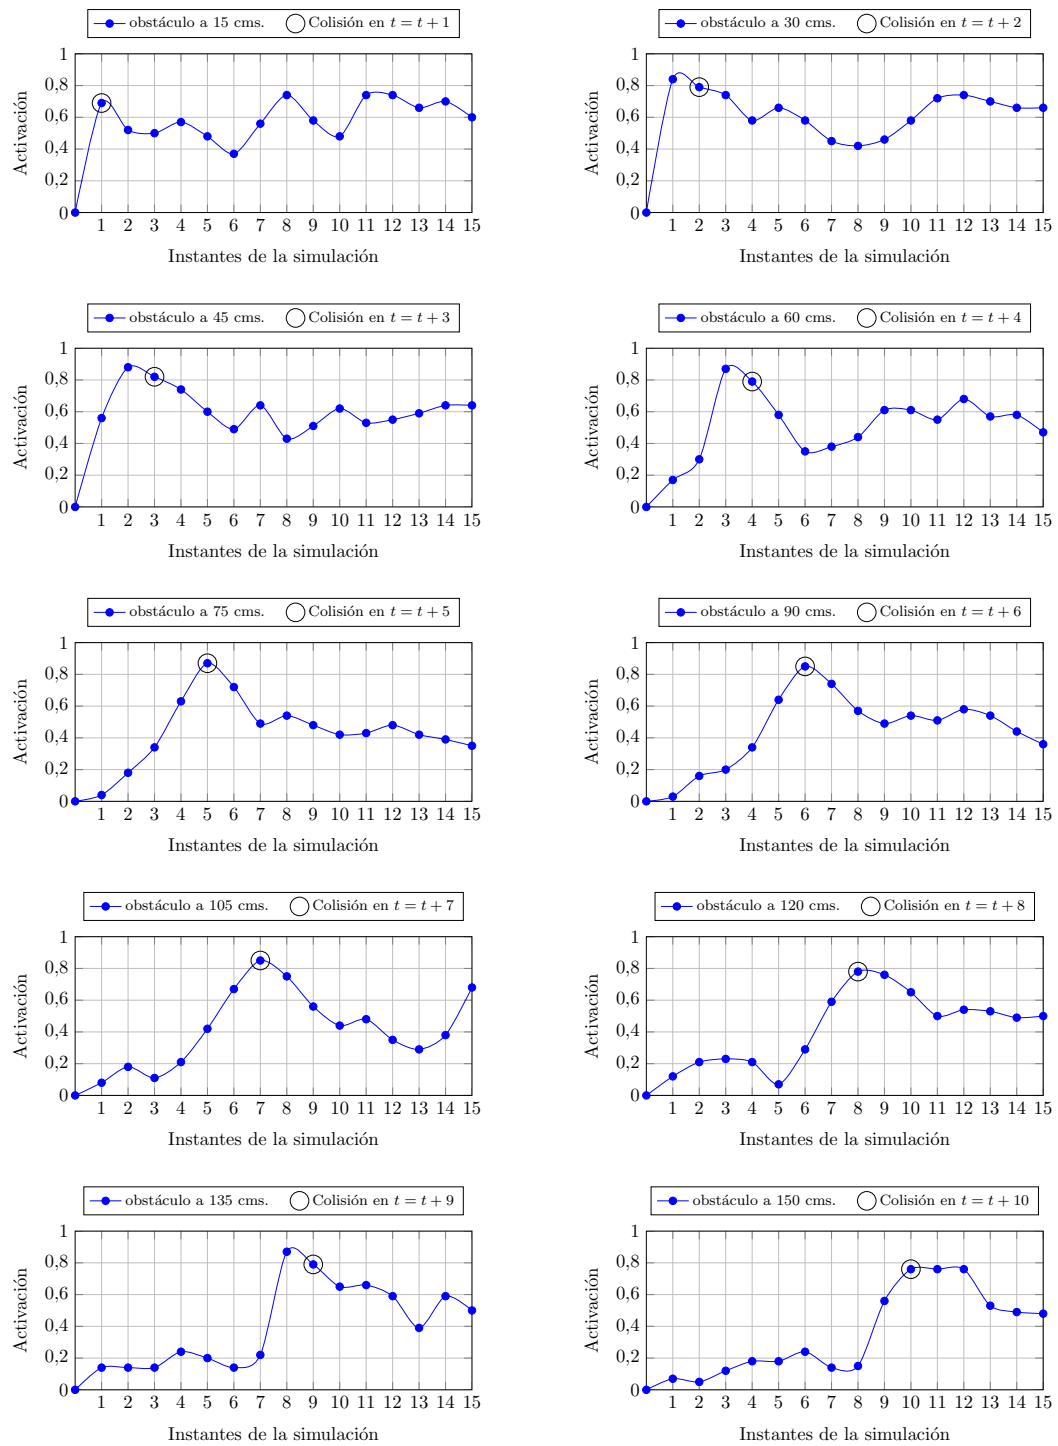 obstáculo a 15 cms. Colisión en t = t + 1
Activación
1
0,8
0,6
0,4
0,2
0
1 2 3 4 5 6 7 8 9 10 11 12 13 14 15
Instantes de la simulación
obstáculo a 30 cms. Colisión en t = t + 2
Activación
1
0,8
0,6
0,4
0,2
0
1 2 3 4 5 6 7 8 9 10 11 12 13 14 15
Instantes de la simulación
obstáculo a 45 cms. Colisión en t = t + 3
Activación
1
0,8
0,6
0,4
0,2
0
1 2 3 4 5 6 7 8 9 10 11 12 13 14 15
Instantes de la simulación
obstáculo a 60 cms. Colisión en t = t + 4
Activación
1
0,8
0,6
0,4
0,2
0
1 2 3 4 5 6 7 8 9 10 11 12 13 14 15
Instantes de la simulación
obstáculo a 75 cms. Colisión en t = t + 5
Activación
1
0,8
0,6
0,4
0,2
0
1 2 3 4 5 6 7 8 9 10 11 12 13 14 15
Instantes de la simulación
obstáculo a 90 cms. Colisión en t = t + 6
Activación
1
0,8
0,6
0,4
0,2
0
1 2 3 4 5 6 7 8 9 10 11 12 13 14 15
Instantes de la simulación
obstáculo a 105 cms. Colisión en t = t + 7
Activación
1
0,8
0,6
0,4
0,2
0
1 2 3 4 5 6 7 8 9 10 11 12 13 14 15
Instantes de la simulación
obstáculo a 120 cms. Colisión en t = t + 8
Activación
1
0,8
0,6
0,4
0,2
0
1 2 3 4 5 6 7 8 9 10 11 12 13 14 15
Instantes de la simulación
obstáculo a 135 cms. Colisión en t = t + 9
Activación
1
0,8
0,6
0,4
0,2
0
1 2 3 4 5 6 7 8 9 10 11 12 13 14 15
Instantes de la simulación
obstáculo a 150 cms. Colisión en t = t + 10
Activación
1
0,8
0,6
0,4
0,2
0
1 2 3 4 5 6 7 8 9 10 11 12 13 14 15
Instantes de la simulación